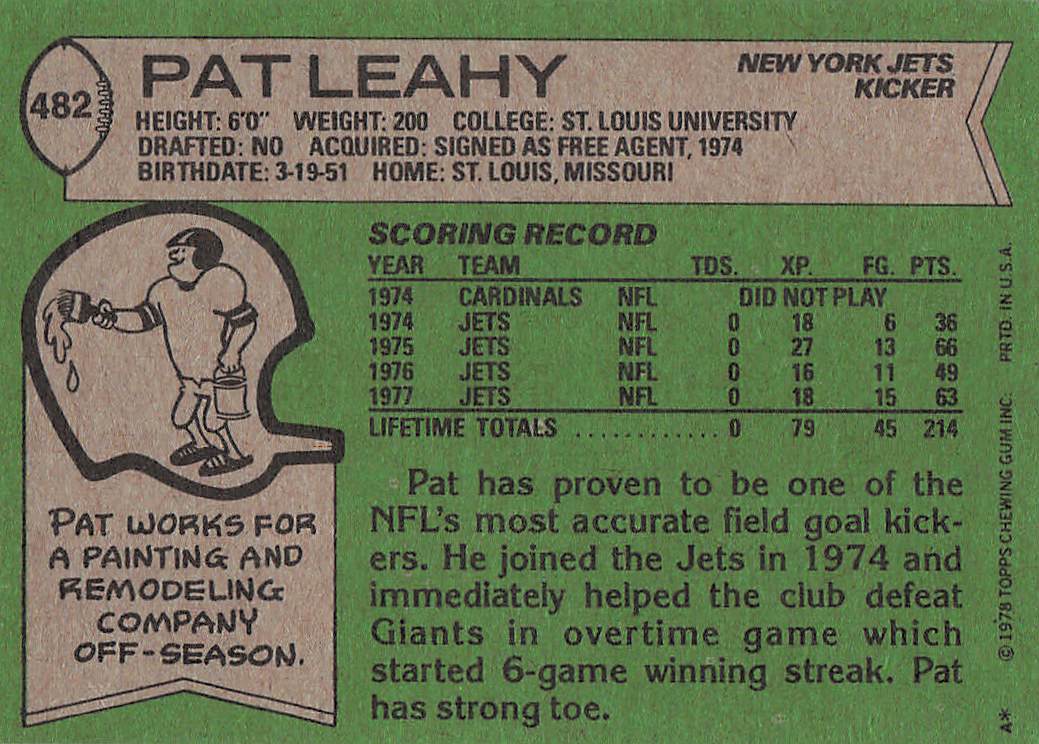 482
PAT LEAHY
NEW YORK JETS
KICKER
HEIGHT: 6'0" WEIGHT: 200 COLLEGE: ST. LOUIS UNIVERSITY
DRAFTED: NO ACQUIRED: SIGNED AS FREE AGENT, 1974
BIRTHDATE: 3-19-51 HOME: ST. LOUIS, MISSOURI
SCORING RECORD
YEAR TEAM TDS. XP. FG. PTS.
1974 CARDINALS NFL DID NOT PLAY
1974 JETS NFL 0 18 6 36
1975 JETS NFL 0 27 13 66
1976 JETS NFL 0 16 11 49
1977 JETS NFL 0 18 15 63
LIFETIME TOTALS ............. 0 79 45 214
Pat has proven to be one of the
NFL's most accurate field goal kick-
ers. He joined the Jets in 1974 and
immediately helped the club defeat
Giants in overtime game which
started 6-game winning streak. Pat
has strong toe.
PAT WORKS FOR
A PAINTING AND
REMODELING
COMPANY
OFF-SEASON.
A* ©1978 TOPPS CHEWING GUM INC. PRTD. IN U.S.A.